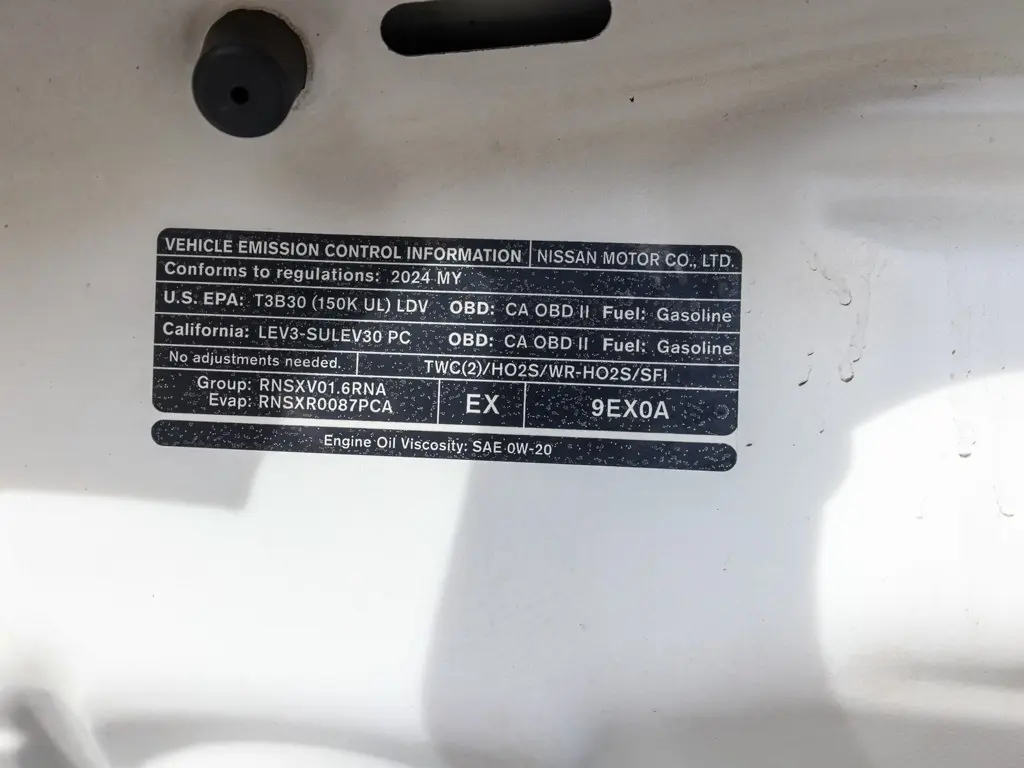 VEHICLE EMISSION CONTROL INFORMATION NISSAN MOTOR CO., LTD.
Conforms to regulations: 2024 MY
U.S. EPA: T3B30 (150K UL) LDV OBD: CA OBD II Fuel: Gasoline
California: LEV3-SULEV30 PC OBD: CA OBD II Fuel: Gasoline
No adjustments needed. TWC(2)/HO2S/WR-HO2S/SFI
Group: RNSXV01.6RNA
Evap: RNSXR0087PCA
EX 9EX0A
Engine Oil Viscosity: SAE 0W-20